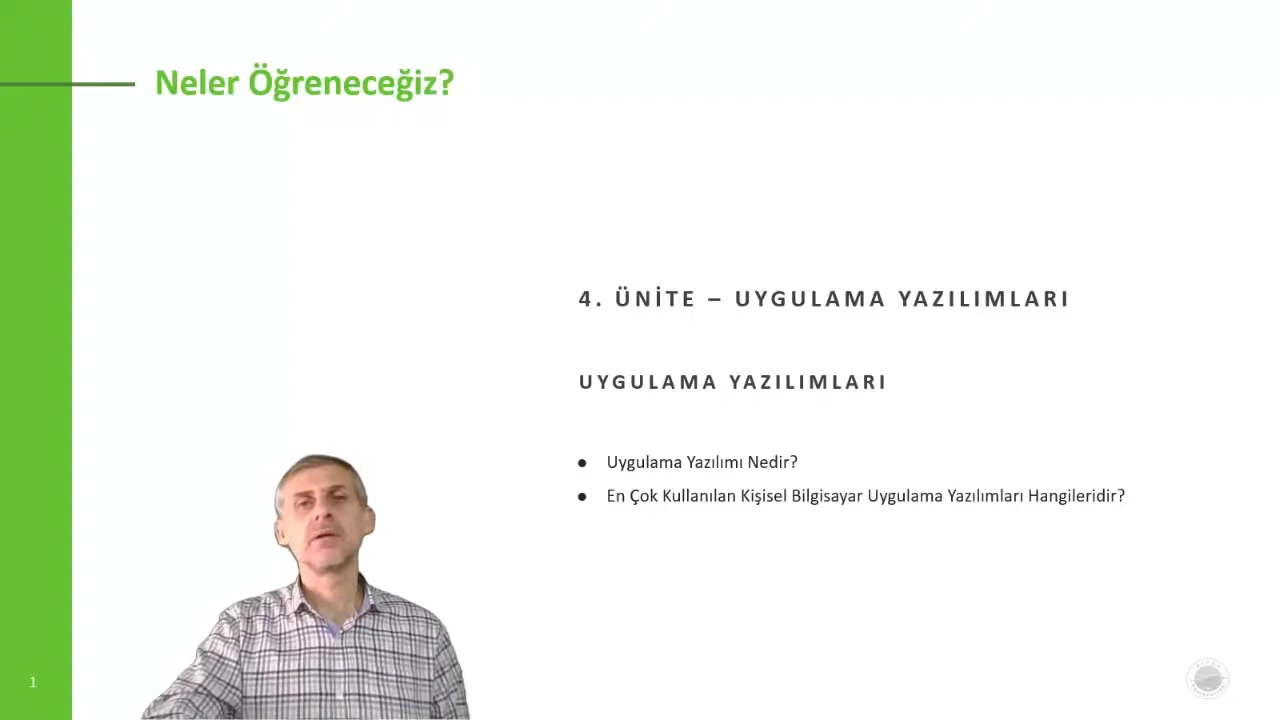 Neler Öğreneceğiz?
4. ÜNİTE – UYGULAMA YAZILIMLARI
UYGULAMA YAZILIMLARI
● Uygulama Yazılımı Nedir?
● En Çok Kullanılan Kişisel Bilgisayar Uygulama Yazılımları Hangileridir?
1